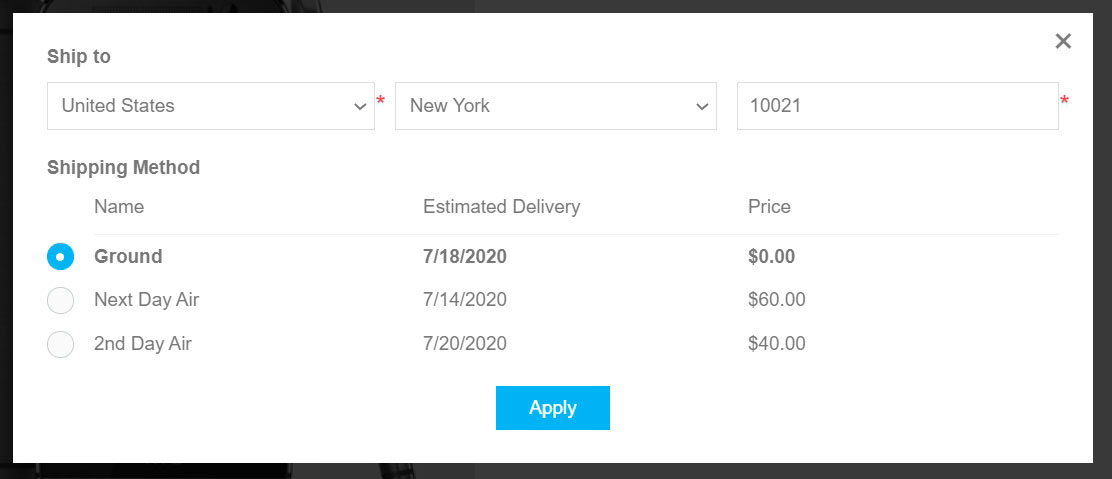 Ship to
United States * New York 10021 *
Shipping Method
Name Estimated Delivery Price
Ground 7/18/2020 $0.00
Next Day Air 7/14/2020 $60.00
2nd Day Air 7/20/2020 $40.00
Apply